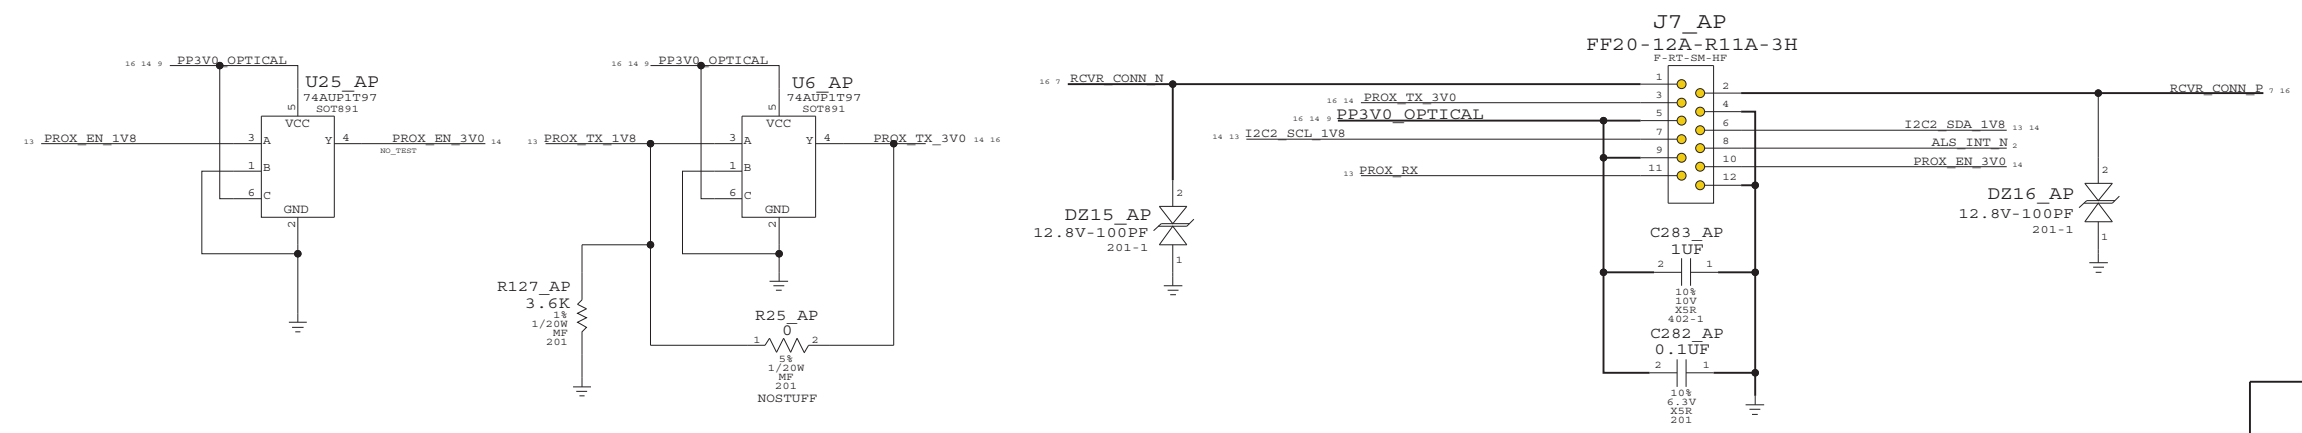 16 14 9 PP3V0_OPTICAL
U25_AP
74AUP1T97
SOT891
5
VCC
13 PROX_EN_1V8
3 A
Y 4
PROX_EN_3V0 14
NO_TEST
1 B
6 C
GND
2
16 14 9 PP3V0_OPTICAL
U6_AP
74AUP1T97
SOT891
5
VCC
13 PROX_TX_1V8
3 A
Y 4
PROX_TX_3V0 14 16
1 B
6 C
GND
2
R127_AP
3.6K
1%
1/20W
MF
201
R25_AP
0
1 2
5%
1/20W
MF
201
NOSTUFF
J7_AP
FF20-12A-R11A-3H
F-RT-SM-HF
16 7 RCVR_CONN_N
1
2
RCVR_CONN_P 7 16
16 14 PROX_TX_3V0
3
4
16 14 9 PP3V0_OPTICAL
5
6
I2C2_SDA_1V8 13 14
14 13 I2C2_SCL_1V8
7
8
ALS_INT_N 2
9
10
PROX_EN_3V0 14
13 PROX_RX
11
12
2
DZ15_AP
12.8V-100PF
201-1
1
2
DZ16_AP
12.8V-100PF
201-1
1
C283_AP
1UF
2 1
10%
10V
X5R
402-1
C282_AP
0.1UF
2 1
10%
6.3V
X5R
201